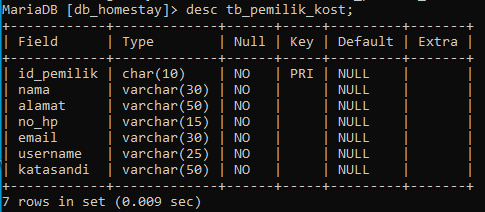 MariaDB [db_homestay]> desc tb_pemilik_kost;
+------------+-------------+------+-----+---------+-------+
| Field      | Type        | Null | Key | Default | Extra |
+------------+-------------+------+-----+---------+-------+
| id_pemilik | char(10)    | NO   | PRI | NULL    |       |
| nama       | varchar(30) | NO   |     | NULL    |       |
| alamat     | varchar(50) | NO   |     | NULL    |       |
| no_hp      | varchar(15) | NO   |     | NULL    |       |
| email      | varchar(30) | NO   |     | NULL    |       |
| username   | varchar(25) | NO   |     | NULL    |       |
| katasandi  | varchar(50) | NO   |     | NULL    |       |
+------------+-------------+------+-----+---------+-------+
7 rows in set (0.009 sec)